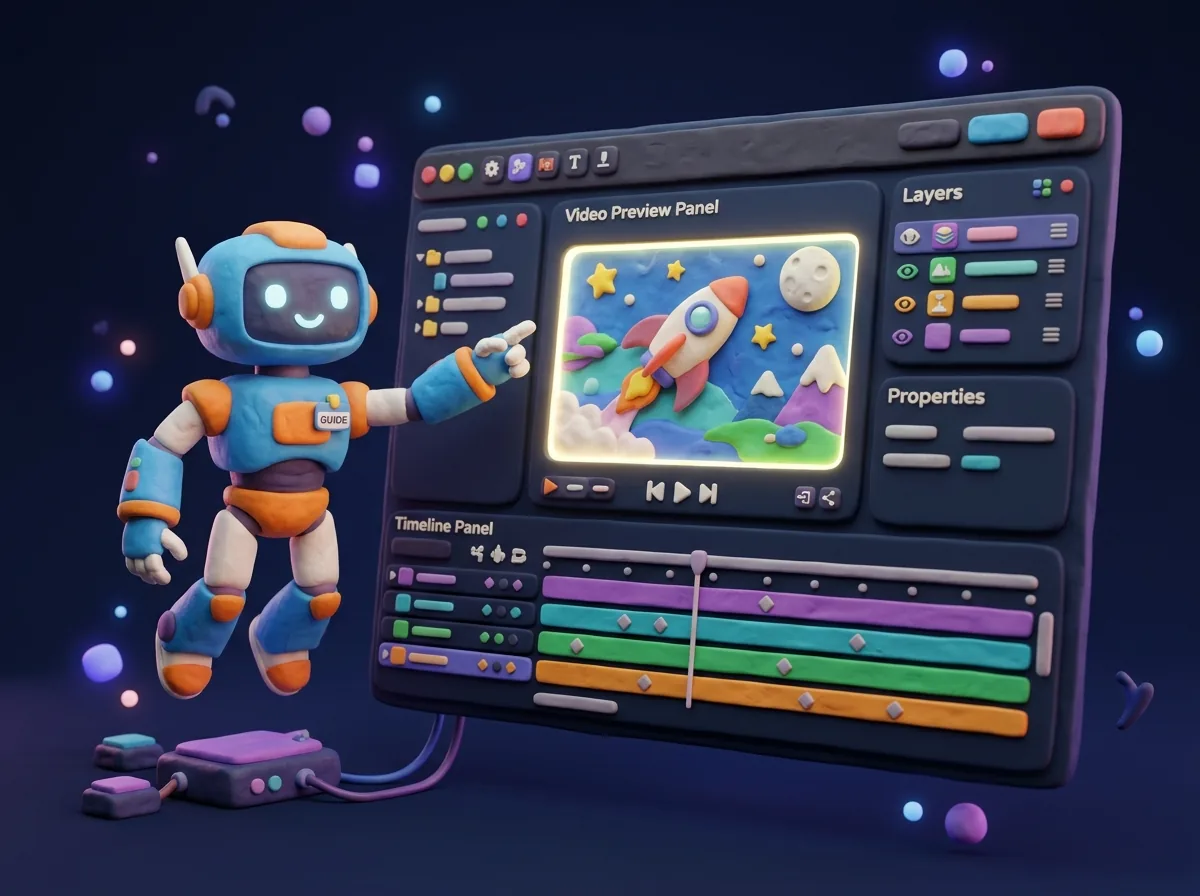 T
Video Preview Panel
Layers
GUIDE
Properties
Timeline Panel